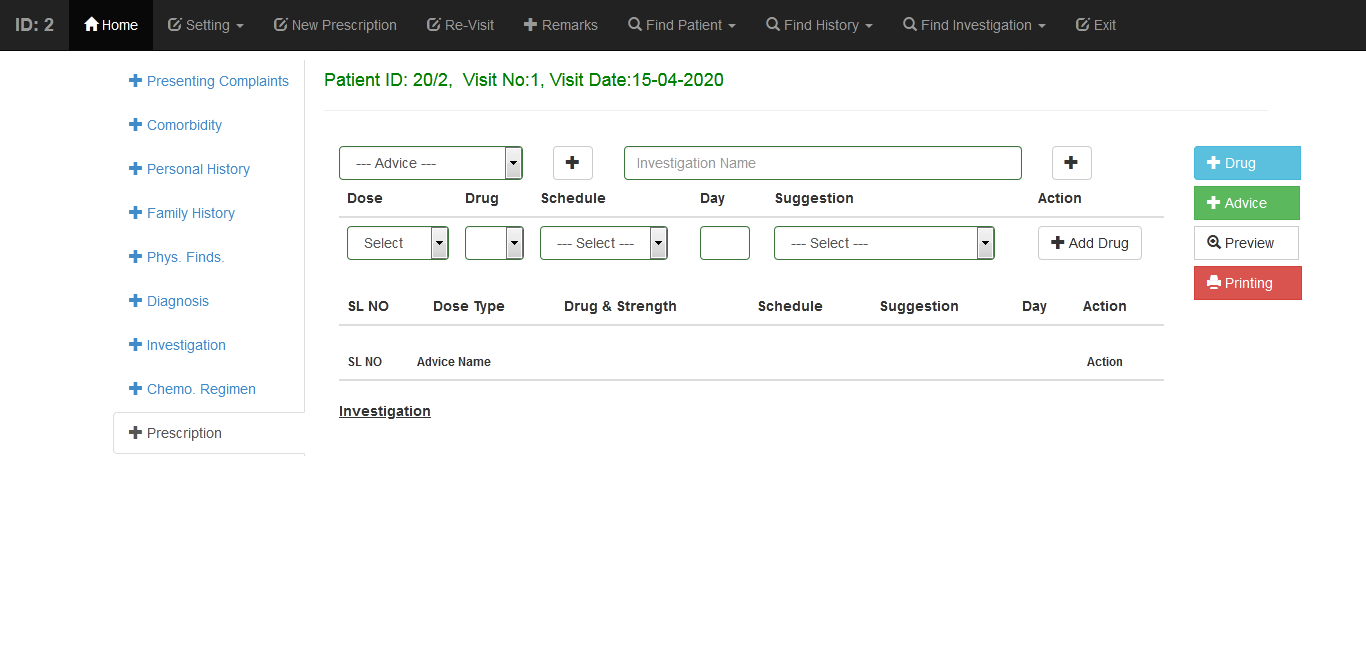 ID: 2 Home Setting New Prescription Re-Visit Remarks Find Patient Find History Find Investigation Exit
Presenting Complaints
Comorbidity
Personal History
Family History
Phys. Finds.
Diagnosis
Investigation
Chemo. Regimen
Prescription
Patient ID: 20/2, Visit No:1, Visit Date:15-04-2020
--- Advice --- Investigation Name
Dose Drug Schedule Day Suggestion Action
Select --- Select --- --- Select --- Add Drug
SL NO Dose Type Drug & Strength Schedule Suggestion Day Action
SL NO Advice Name Action
Investigation
Drug
Advice
Preview
Printing